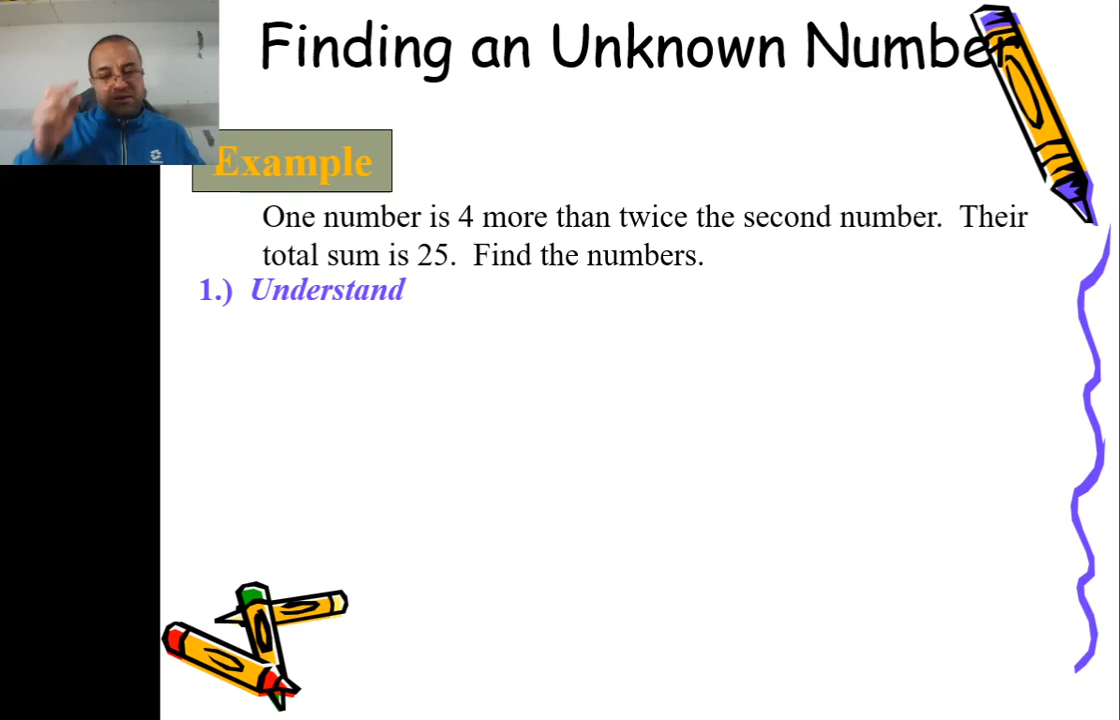 Finding an Unknown Number
Example
One number is 4 more than twice the second number. Their
total sum is 25. Find the numbers.
1.) Understand